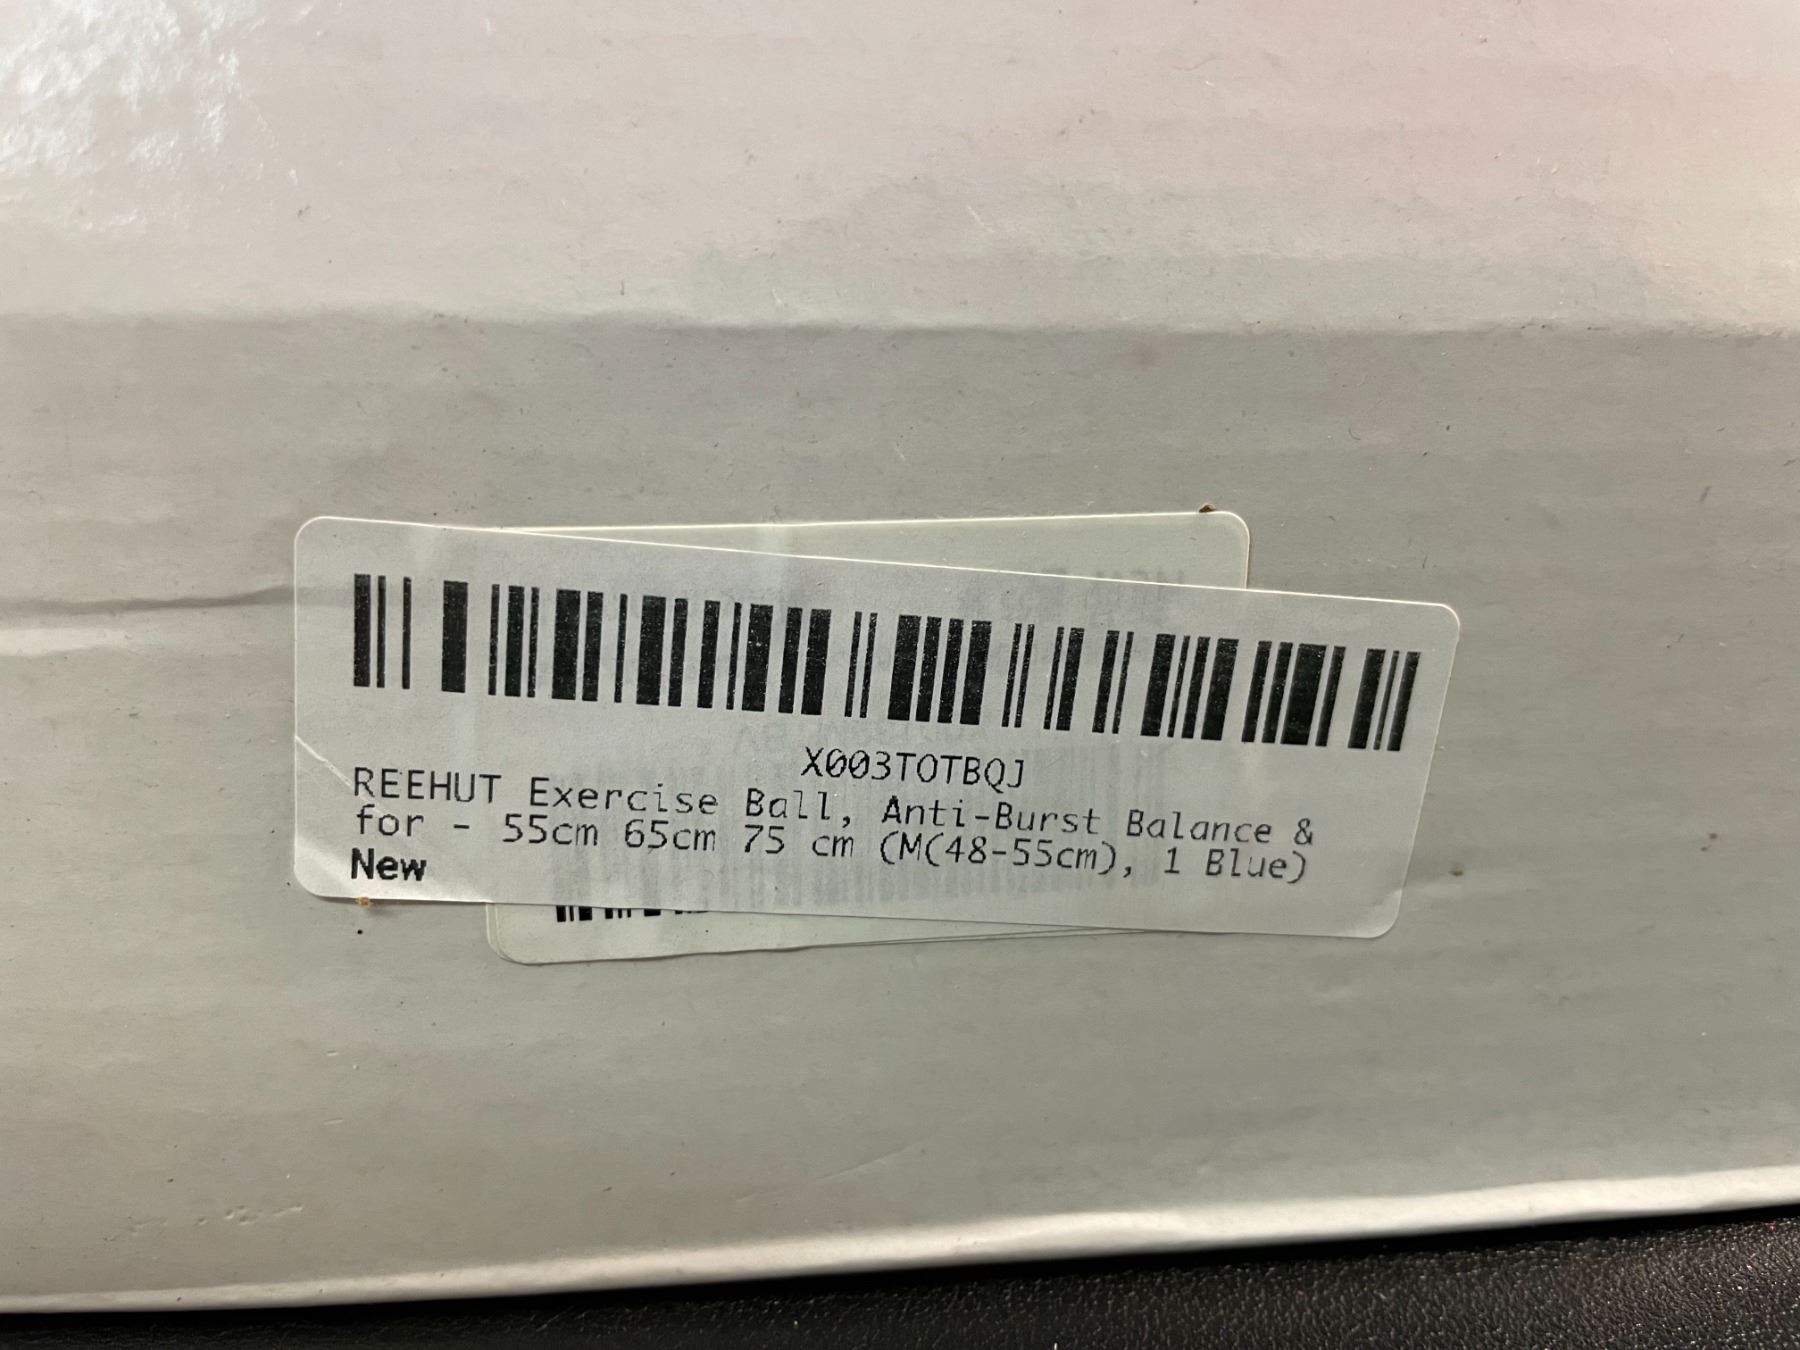 X003TOTBQJ
REEHUT Exercise Ball, Anti-Burst Balance &
for - 55cm 65cm 75 cm (M(48-55cm), 1 Blue)
New